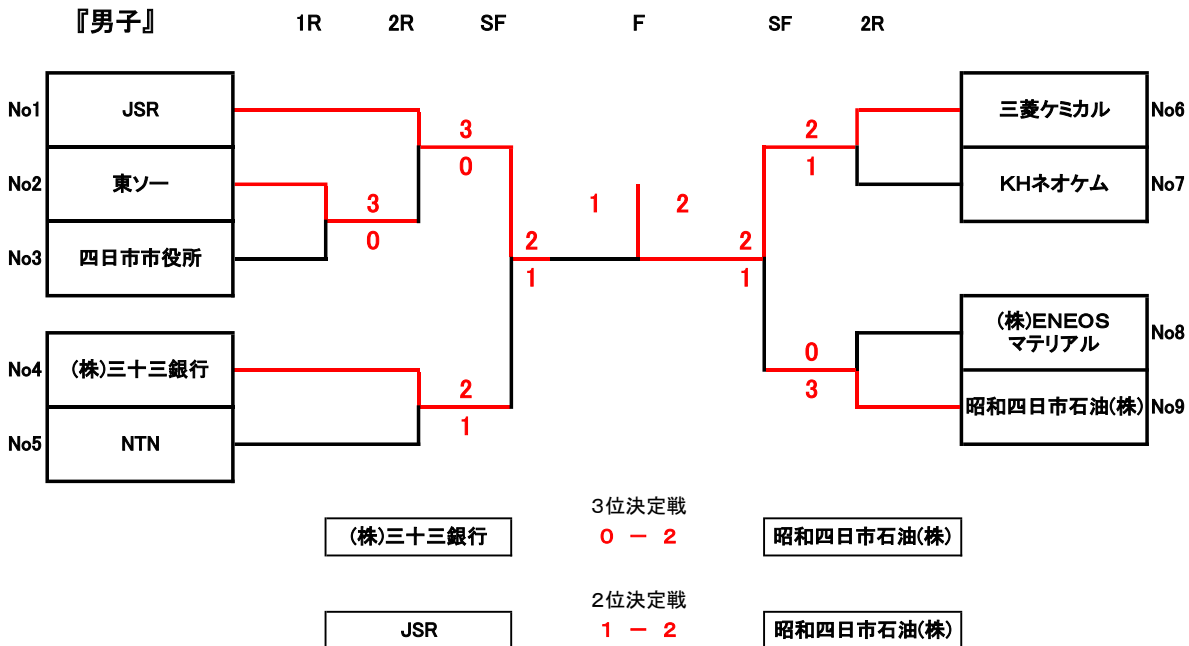 『男子』 1R 2R SF F SF 2R
No1 JSR 三菱ケミカル No6
3 2
0 1
No2 東ソー KHネオケム No7
3 1 2
0 2 2
No3 四日市市役所 1 1
(株)ENEOS
マテリアル No8
No4 (株)三十三銀行 0
2 3
1 昭和四日市石油(株) No9
No5 NTN
3位決定戦
(株)三十三銀行 0 － 2 昭和四日市石油(株)
2位決定戦
JSR 1 － 2 昭和四日市石油(株)